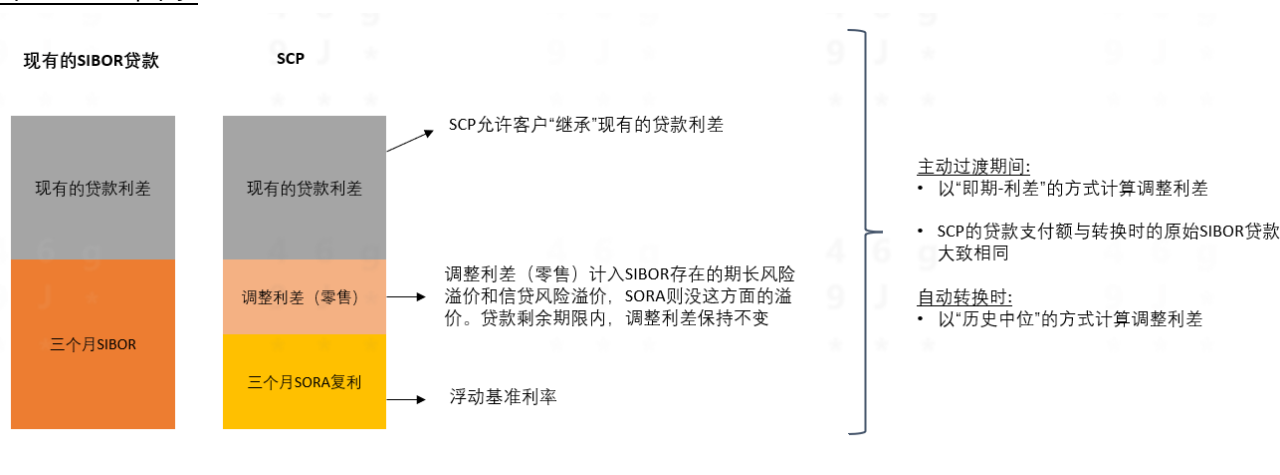 现有的SIBOR贷款
SCP
现有的贷款利差
现有的贷款利差
SCP允许客户“继承”现有的贷款利差
三个月SIBOR
调整利差（零售）
调整利差（零售）计入SIBOR存在的期长风险
溢价和信贷风险溢价，SORA则没这方面的溢
价。贷款剩余期限内，调整利差保持不变
三个月SORA复利
浮动基准利率
主动过渡期间:
• 以“即期-利差”的方式计算调整利差
• SCP的贷款支付额与转换时的原始SIBOR贷款
大致相同
自动转换时:
• 以“历史中位”的方式计算调整利差